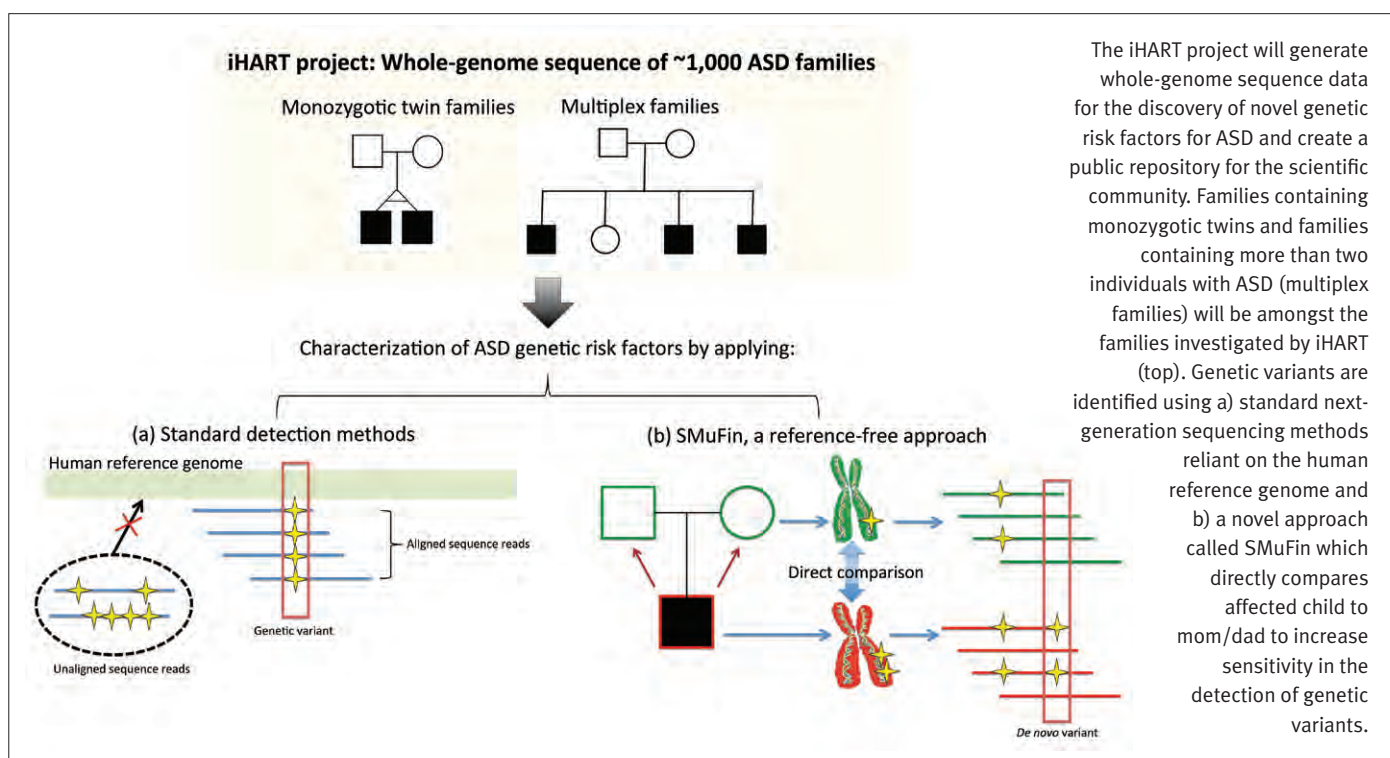 iHART project: Whole-genome sequence of ~1,000 ASD families
Monozygotic twin families
Multiplex families
Characterization of ASD genetic risk factors by applying:
(a) Standard detection methods
Human reference genome
Aligned sequence reads
Genetic variant
Unaligned sequence reads
(b) SMuFin, a reference-free approach
Direct comparison
De novo variant
The iHART project will generate
whole-genome sequence data
for the discovery of novel genetic
risk factors for ASD and create a
public repository for the scientific
community. Families containing
monozygotic twins and families
containing more than two
individuals with ASD (multiplex
families) will be amongst the
families investigated by iHART
(top). Genetic variants are
identified using a) standard next-
generation sequencing methods
reliant on the human
reference genome and
b) a novel approach
called SMuFin which
directly compares
affected child to
mom/dad to increase
sensitivity in the
detection of genetic
variants.